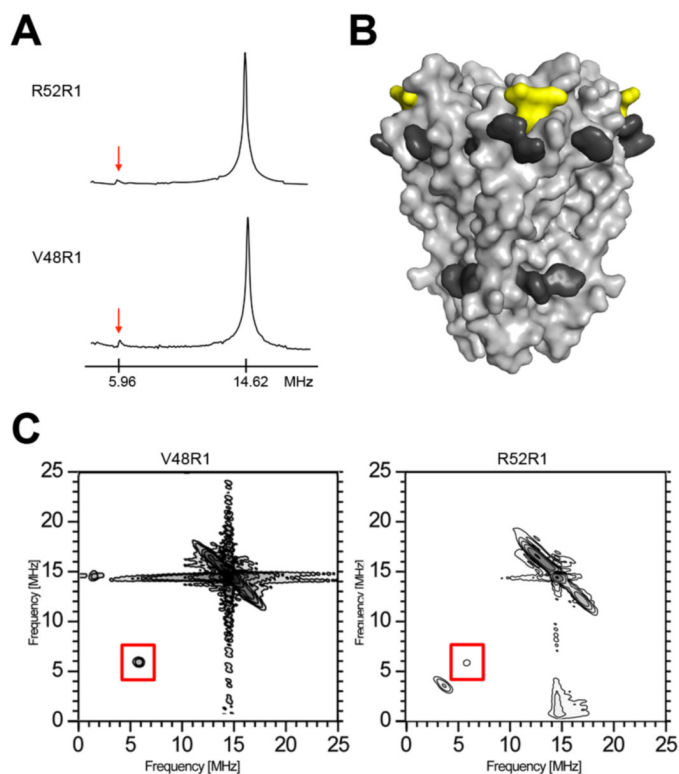 A
B
R52R1
V48R1
5.96 14.62 MHz
C
V48R1 R52R1
25 25
20 20
15 15
10 10
5 5
0 0
0 5 10 15 20 25 0 5 10 15 20 25
Frequency [MHz] Frequency [MHz]
Frequency [MHz] Frequency [MHz]